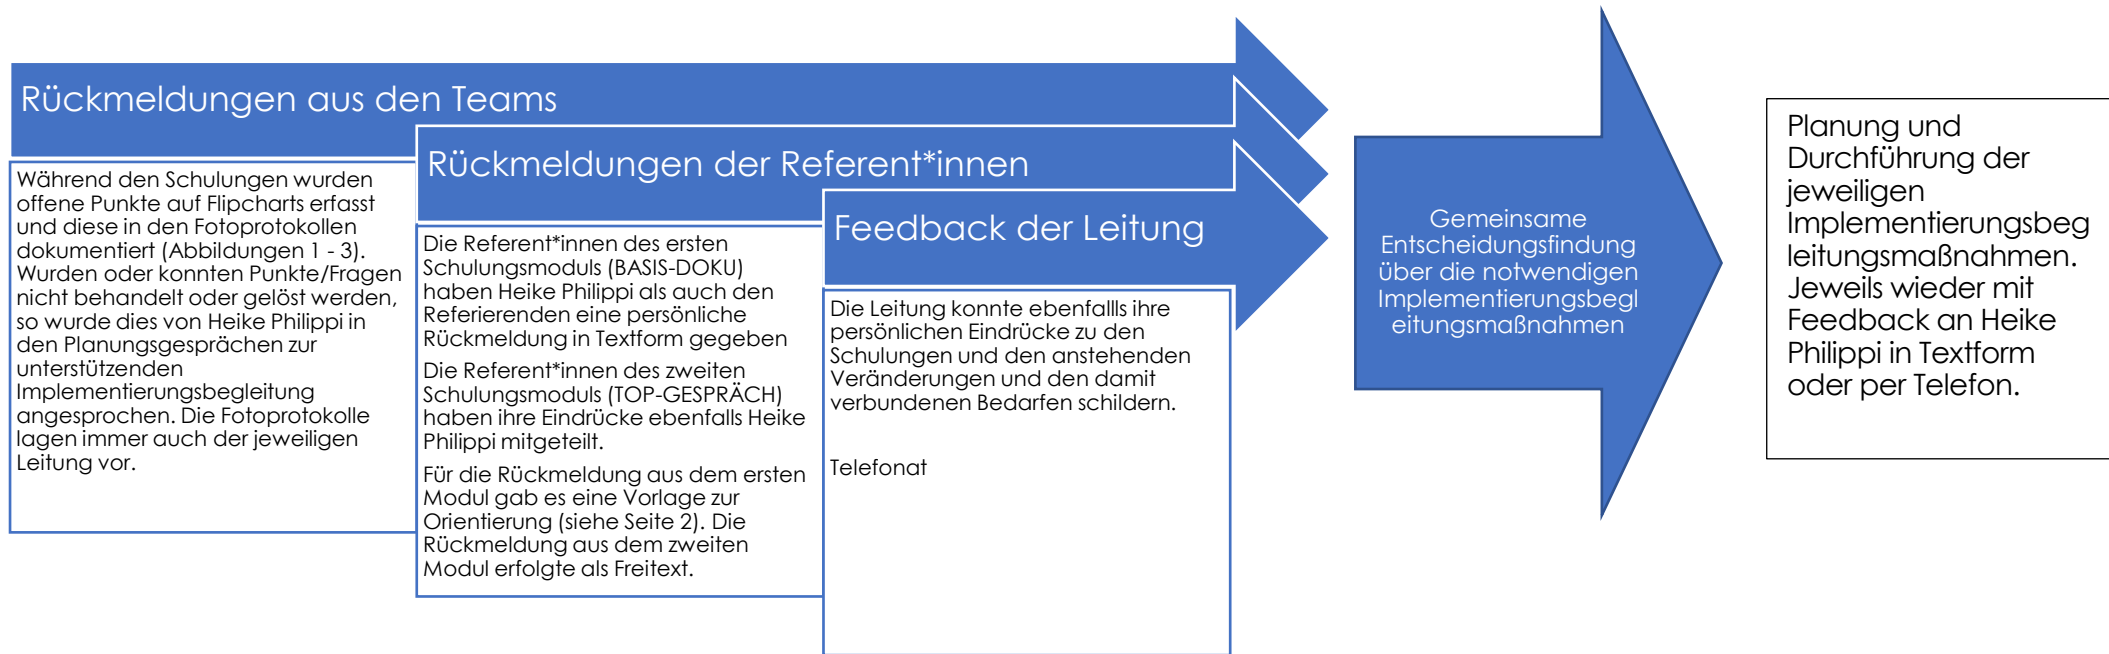 Rückmeldungen aus den Teams
Während den Schulungen wurden
offene Punkte auf Flipcharts erfasst
und diese in den Fotoprotokollen
dokumentiert (Abbildungen 1 - 3).
Wurden oder konnten Punkte/Fragen
nicht behandelt oder gelöst werden,
so wurde dies von Heike Philippi in
den Planungsgesprächen zur
unterstützenden
Implementierungsbegleitung
angesprochen. Die Fotoprotokolle
lagen immer auch der jeweiligen
Leitung vor.
Rückmeldungen der Referent*innen
Die Referent*innen des ersten
Schulungsmoduls (BASIS-DOKU)
haben Heike Philippi als auch den
Referierenden eine persönliche
Rückmeldung in Textform gegeben
Die Referent*innen des zweiten
Schulungsmoduls (TOP-GESPRÄCH)
haben ihre Eindrücke ebenfalls Heike
Philippi mitgeteilt.
Für die Rückmeldung aus dem ersten
Modul gab es eine Vorlage zur
Orientierung (siehe Seite 2). Die
Rückmeldung aus dem zweiten
Modul erfolgte als Freitext.
Feedback der Leitung
Die Leitung konnte ebenfallls ihre
persönlichen Eindrücke zu den
Schulungen und den anstehenden
Veränderungen und den damit
verbundenen Bedarfen schildern.
Telefonat
Gemeinsame
Entscheidungsfindung
über die notwendigen
Implementierungsbegl
eitungsmaßnahmen
Planung und
Durchführung der
jeweiligen
Implementierungsbeg
leitungsmaßnahmen.
Jeweils wieder mit
Feedback an Heike
Philippi in Textform
oder per Telefon.